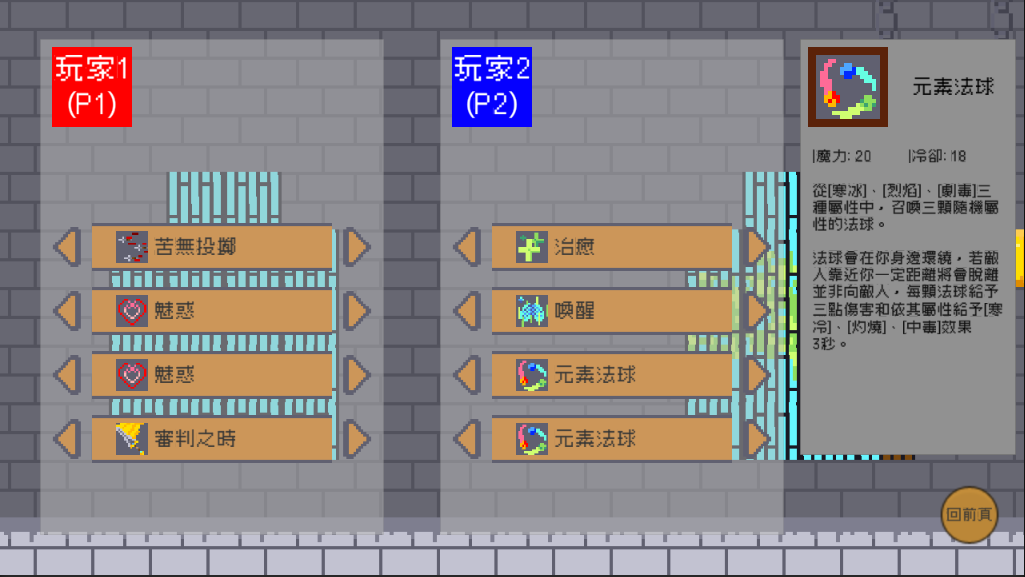 玩家1
(P1)
苦無投擲
魅惑
魅惑
審判之時
玩家2
(P2)
治癒
喚醒
元素法球
元素法球
元素法球
|魔力: 20 |冷卻: 18
從[寒冰]、[烈焰]、[劇毒]三
種屬性中，召喚三顆隨機屬
性的法球。
法球會在你身邊環繞，若敵
人靠近你一定距離將會脫離
並非向敵人，每顆法球給予
三點傷害和依其屬性給予[寒
冷]、[灼燒]、[中毒]效果
3秒。
回前頁